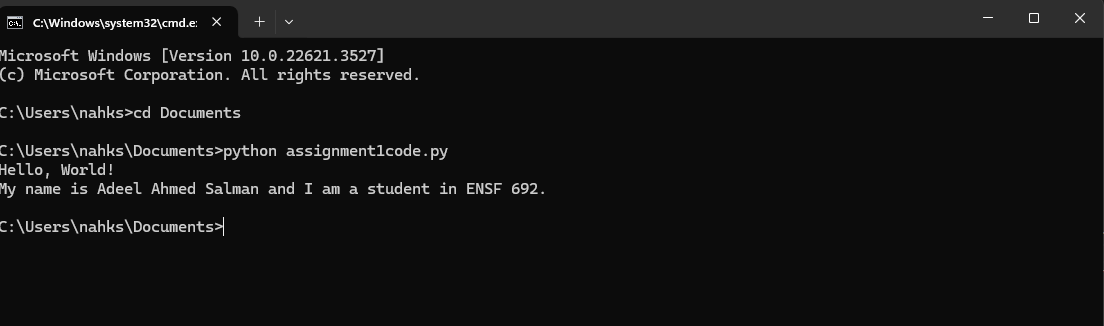 C:\Windows\system32\cmd.e:
Microsoft Windows [Version 10.0.22621.3527]
(c) Microsoft Corporation. All rights reserved.
C:\Users\nahks>cd Documents
C:\Users\nahks\Documents>python assignment1code.py
Hello, World!
My name is Adeel Ahmed Salman and I am a student in ENSF 692.
C:\Users\nahks\Documents>